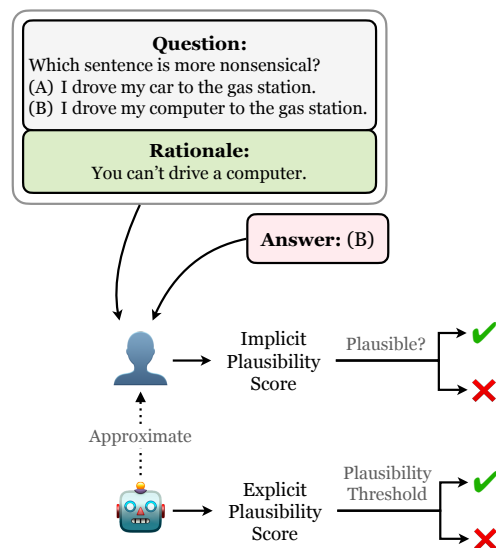 Question:
Which sentence is more nonsensical?
(A) I drove my car to the gas station.
(B) I drove my computer to the gas station.
Rationale:
You can’t drive a computer.
Answer: (B)
Implicit
Plausibility
Score
Plausible?
Approximate
Explicit
Plausibility
Score
Plausibility
Threshold